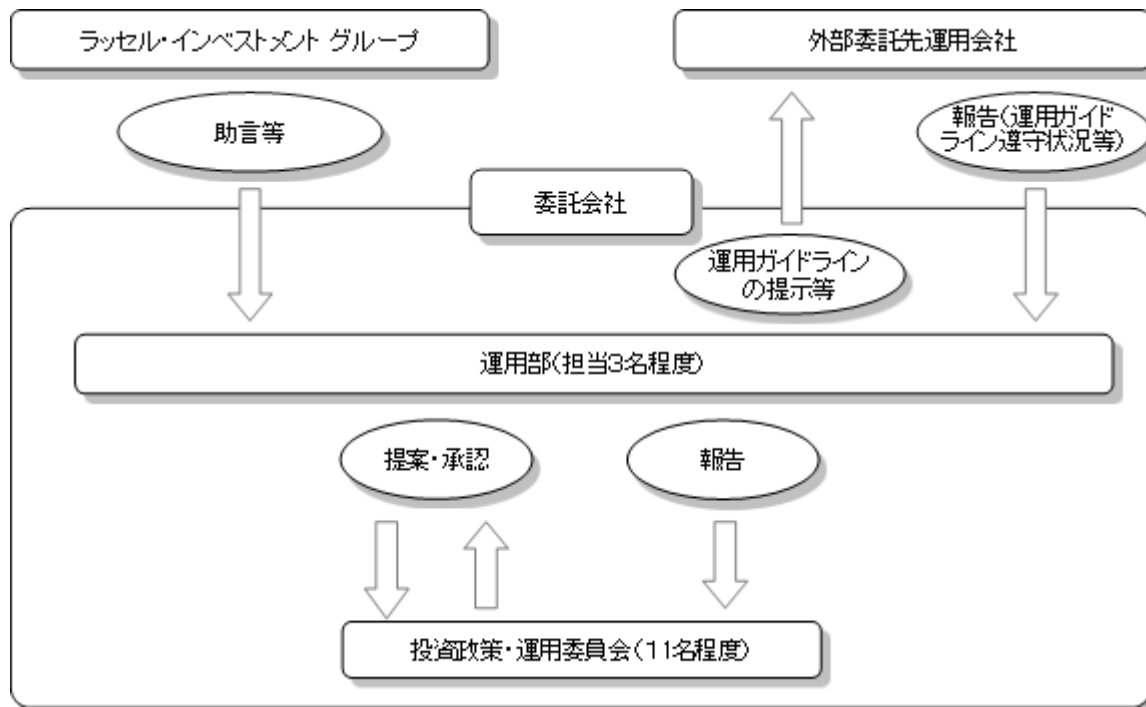 ラッセル・インベストメント グループ
外部委託先運用会社
助言等
報告(運用ガイド
ライン遵守状況等)
委託会社
運用ガイドライン
の提示等
運用部(担当3名程度)
提案・承認
報告
投資政策・運用委員会(11名程度)